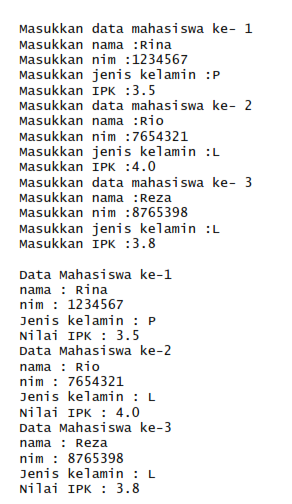 Masukkan data mahasiswa ke- 1
Masukkan nama :Rina
Masukkan nim :1234567
Masukkan jenis kelamin :P
Masukkan IPK :3.5
Masukkan data mahasiswa ke- 2
Masukkan nama :Rio
Masukkan nim :7654321
Masukkan jenis kelamin :L
Masukkan IPK :4.0
Masukkan data mahasiswa ke- 3
Masukkan nama :Reza
Masukkan nim :8765398
Masukkan jenis kelamin :L
Masukkan IPK :3.8
Data Mahasiswa ke-1
nama : Rina
nim : 1234567
Jenis kelamin : P
Nilai IPK : 3.5
Data Mahasiswa ke-2
nama : Rio
nim : 7654321
Jenis kelamin : L
Nilai IPK : 4.0
Data Mahasiswa ke-3
nama : Reza
nim : 8765398
Jenis kelamin : L
Nilai IPK : 3.8